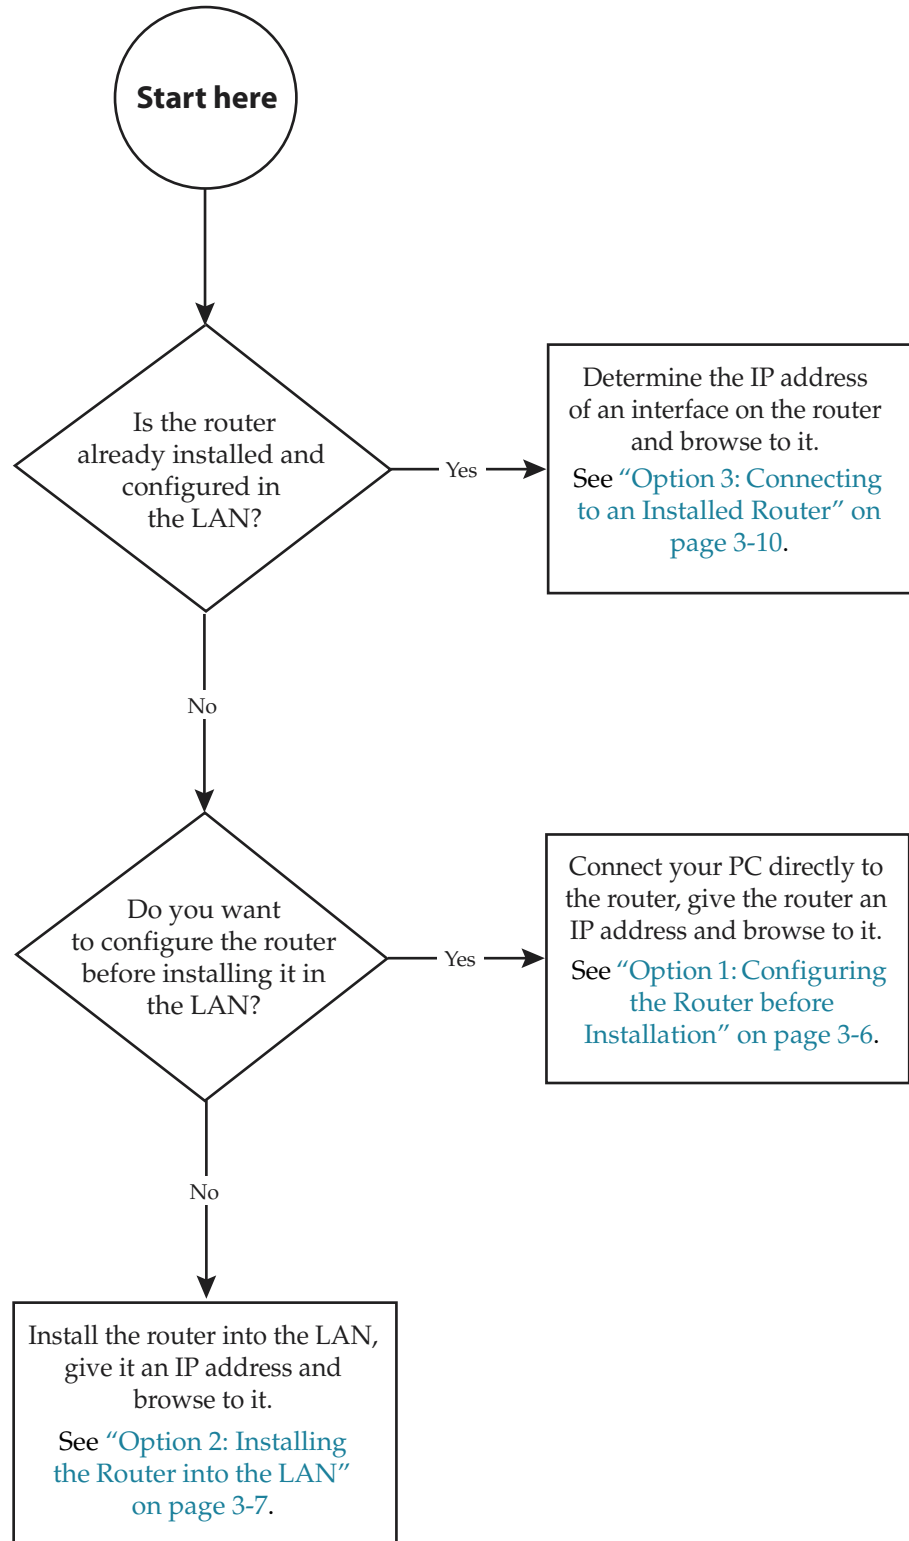 Start here
Is the router
already installed and
configured in
the LAN?
Yes
Determine the IP address
of an interface on the router
and browse to it.
See “Option 3: Connecting
to an Installed Router” on
page 3-10.
No
Do you want
to configure the router
before installing it in
the LAN?
Yes
Connect your PC directly to
the router, give the router an
IP address and browse to it.
See “Option 1: Configuring
the Router before
Installation” on page 3-6.
No
Install the router into the LAN,
give it an IP address and
browse to it.
See “Option 2: Installing
the Router into the LAN”
on page 3-7.